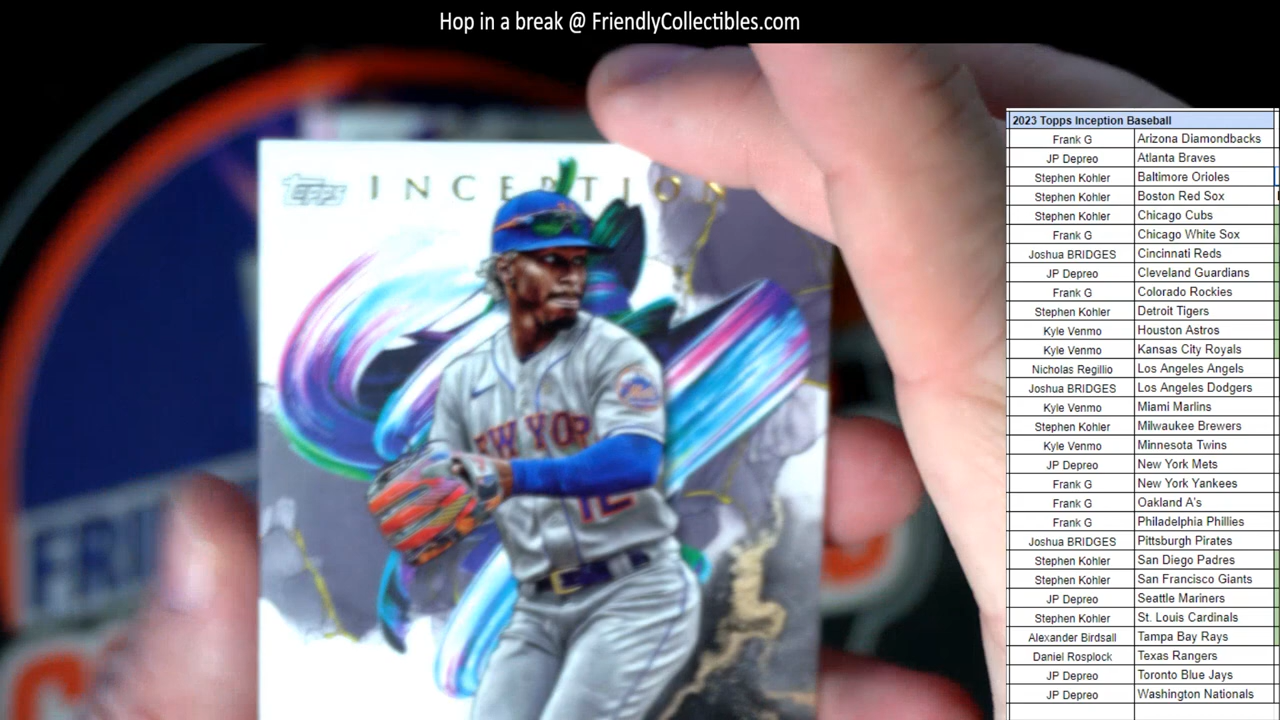 Hop in a break @ FriendlyCollectibles.com
2023 Topps Inception Baseball
Frank G Arizona Diamondbacks
JP Depreo Atlanta Braves
Stephen Kohler Baltimore Orioles
Stephen Kohler Boston Red Sox
Stephen Kohler Chicago Cubs
Frank G Chicago White Sox
Joshua BRIDGES Cincinnati Reds
JP Depreo Cleveland Guardians
Frank G Colorado Rockies
Stephen Kohler Detroit Tigers
Kyle Venmo Houston Astros
Kyle Venmo Kansas City Royals
Nicholas Regillio Los Angeles Angels
Joshua BRIDGES Los Angeles Dodgers
Kyle Venmo Miami Marlins
Stephen Kohler Milwaukee Brewers
Kyle Venmo Minnesota Twins
JP Depreo New York Mets
Frank G New York Yankees
Frank G Oakland A's
Frank G Philadelphia Phillies
Joshua BRIDGES Pittsburgh Pirates
Stephen Kohler San Diego Padres
Stephen Kohler San Francisco Giants
JP Depreo Seattle Mariners
Stephen Kohler St. Louis Cardinals
Alexander Birdsall Tampa Bay Rays
Daniel Rosplock Texas Rangers
JP Depreo Toronto Blue Jays
JP Depreo Washington Nationals
Topps INCEPTION
Mets
NEW YORK
12
FRI